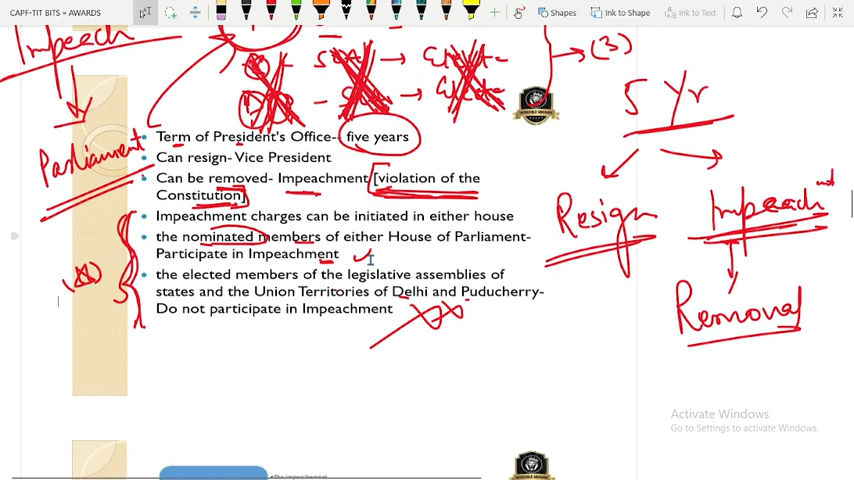 CAPF-TIT BITS » AWARDS
Shapes
Ink to Shape
Ink to Text
Impeach
→ (3)
5 Yr
Parliament
Term of President's Office-- five years
Can resign- Vice President
Can be removed- Impeachment [violation of the
Constitution]
Impeachment charges can be initiated in either house
the nominated members of either House of Parliament-
Participate in Impeachment
the elected members of the legislative assemblies of
states and the Union Territories of Delhi and Puducherry-
Do not participate in Impeachment
Resign
Impeach
Removal
Activate Windows
Go to Settings to activate Windows.